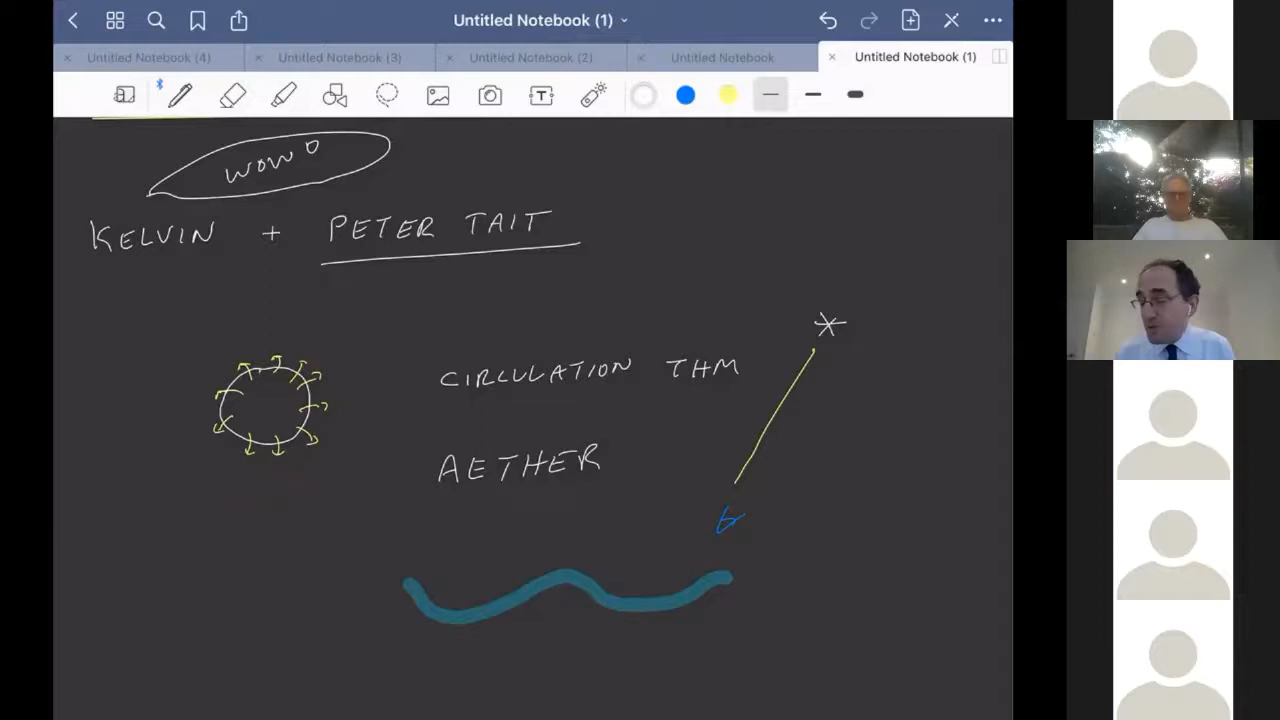 Untitled Notebook (1)
Untitled Notebook (4) Untitled Notebook (3) Untitled Notebook (2) Untitled Notebook Untitled Notebook (1)
T
WOW
KELVIN + PETER TAIT
CIRCULATION THM
AETHER